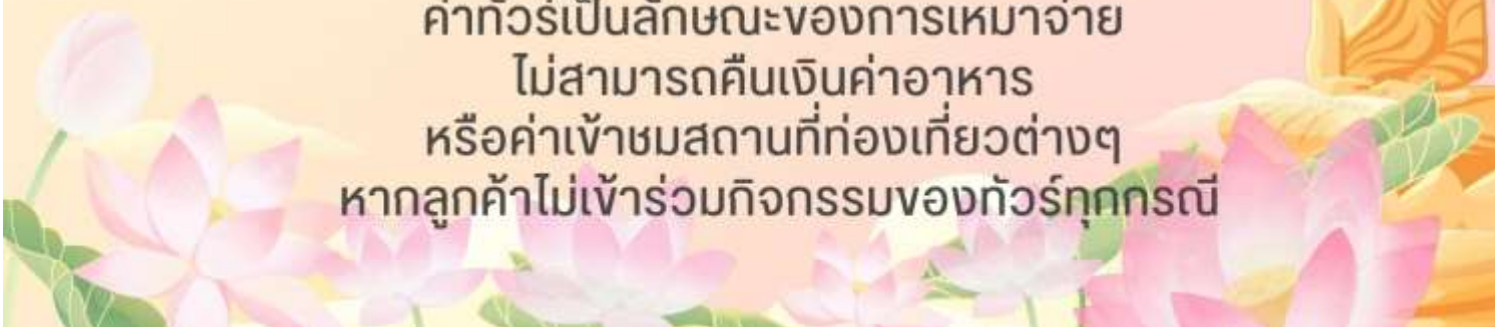 ค่าทัวร์เป็นลักษณะของการเหมาจ่าย
ไม่สามารถคืนเงินค่าอาหาร
หรือค่าเข้าชมสถานที่ท่องเที่ยวต่างๆ
หากลูกค้าไม่เข้าร่วมกิจกรรมของทัวร์ทุกกรณี